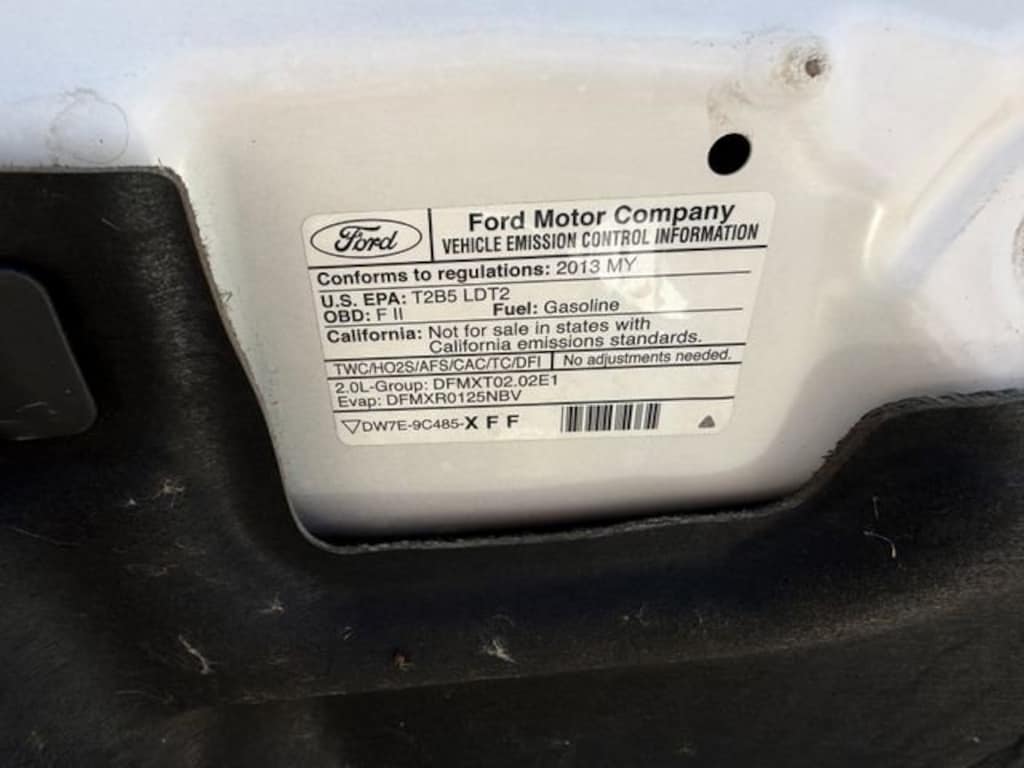 Ford
Ford Motor Company
VEHICLE EMISSION CONTROL INFORMATION
Conforms to regulations: 2013 MY
U.S. EPA: T2B5 LDT2
OBD: F II Fuel: Gasoline
California: Not for sale in states with
California emissions standards.
TWC/HO2S/AFS/CAC/TC/DFI No adjustments needed.
2.0L-Group: DFMXT02.02E1
Evap: DFMXR0125NBV
DW7E-9C485-XFF